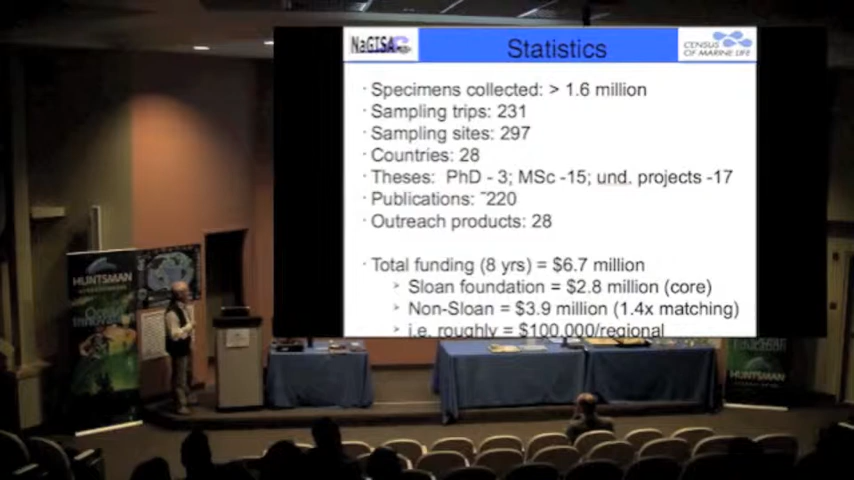 NaGISA
Statistics
CENSUS
OF MARINE LIFE
· Specimens collected: > 1.6 million
· Sampling trips: 231
· Sampling sites: 297
· Countries: 28
· Theses: PhD - 3; MSc -15; und. projects -17
· Publications: ~220
· Outreach products: 28
· Total funding (8 yrs) = $6.7 million
➢ Sloan foundation = $2.8 million (core)
➢ Non-Sloan = $3.9 million (1.4x matching)
➢ i.e. roughly = $100,000/regional
HUNTSMAN
HUNTSMAN